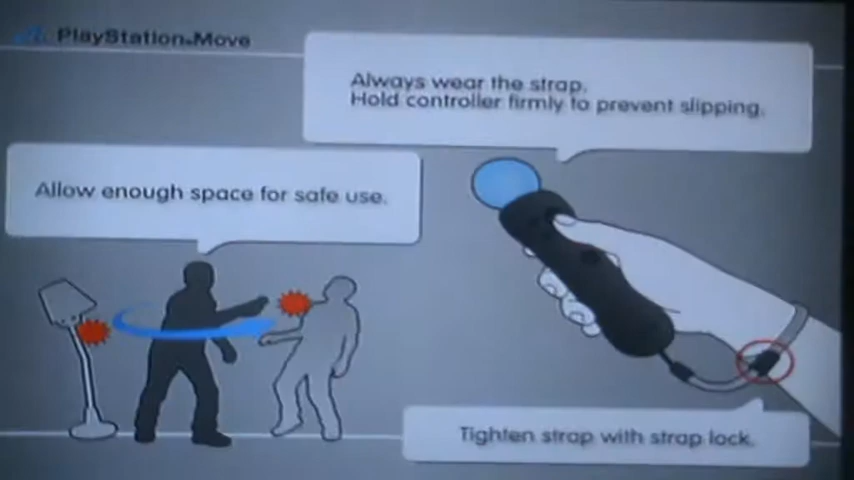 PlayStation®Move
Always wear the strap.
Hold controller firmly to prevent slipping.
Allow enough space for safe use.
Tighten strap with strap lock.